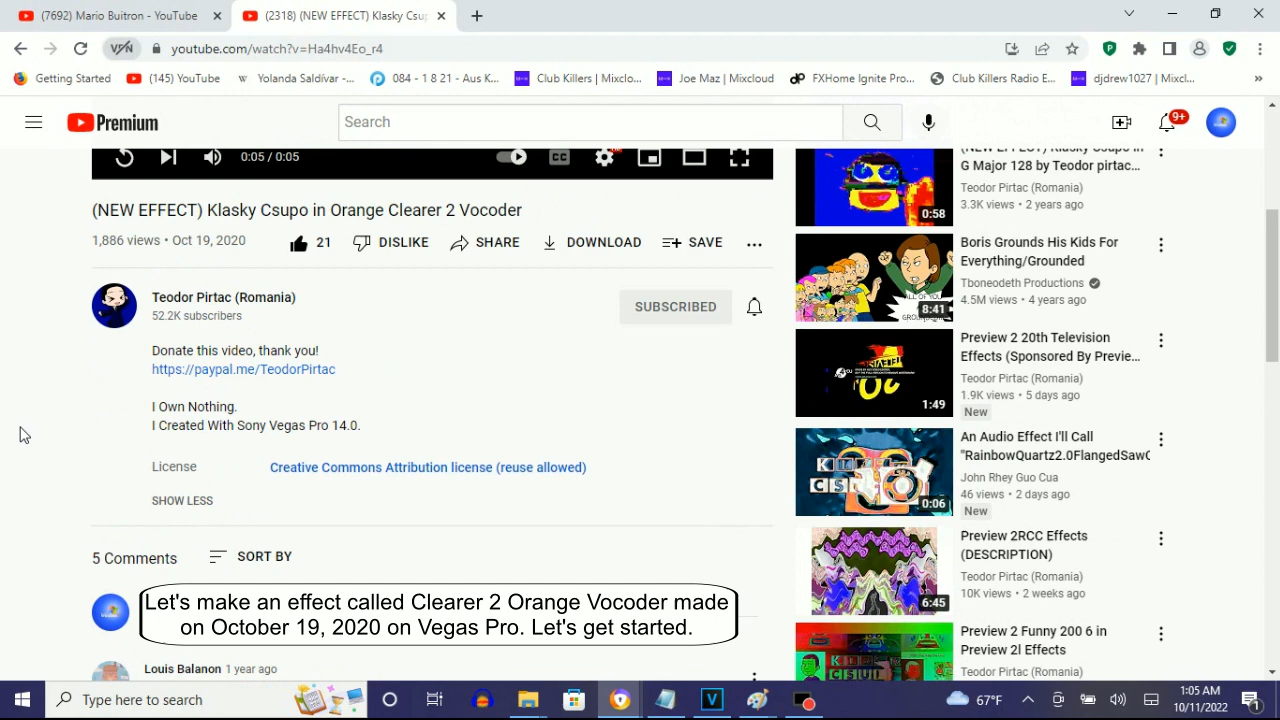 (7692) Mario Buitron - YouTube
(2318) (NEW EFFECT) Klasky Csup
youtube.com/watch?v=Ha4hv4Eo_r4
VPN
Getting Started
(145) YouTube
Yolanda Saldívar -...
084 - 1 8 21 - Aus K...
Club Killers | Mixclo...
Joe Maz | Mixcloud
FXHome Ignite Pro...
Club Killers Radio E...
djdrew1027 | Mixcl...
Premium
Search
9+
0:05 / 0:05
CC
(NEW EFFECT) Klasky Csupo in Orange Clearer 2 Vocoder
1,886 views • Oct 19, 2020
21
DISLIKE
SHARE
DOWNLOAD
SAVE
Teodor Pirtac (Romania)
52.2K subscribers
SUBSCRIBED
Donate this video, thank you!
https://paypal.me/TeodorPirtac
I Own Nothing.
I Created With Sony Vegas Pro 14.0.
License
Creative Commons Attribution license (reuse allowed)
SHOW LESS
5 Comments
SORT BY
Let's make an effect called Clearer 2 Orange Vocoder made
on October 19, 2020 on Vegas Pro. Let's get started.
Louis Balanon 1 year ago
(NEW EFFECT) Klasky Csupo in
G Major 128 by Teodor pirtac...
Teodor Pirtac (Romania)
3.3K views • 2 years ago
0:58
Boris Grounds His Kids For
Everything/Grounded
Tboneodeth Productions
4.5M views • 4 years ago
8:41
Preview 2 20th Television
Effects (Sponsored By Previe...
Teodor Pirtac (Romania)
1.9K views • 5 days ago
New
1:49
An Audio Effect I'll Call
"RainbowQuartz2.0FlangedSawC
John Rhey Guo Cua
46 views • 2 days ago
New
0:06
Preview 2RCC Effects
(DESCRIPTION)
Teodor Pirtac (Romania)
10K views • 2 weeks ago
6:45
Preview 2 Funny 200 6 in
Preview 2l Effects
Teodor Pirtac (Romania)
Type here to search
67°F
1:05 AM
10/11/2022